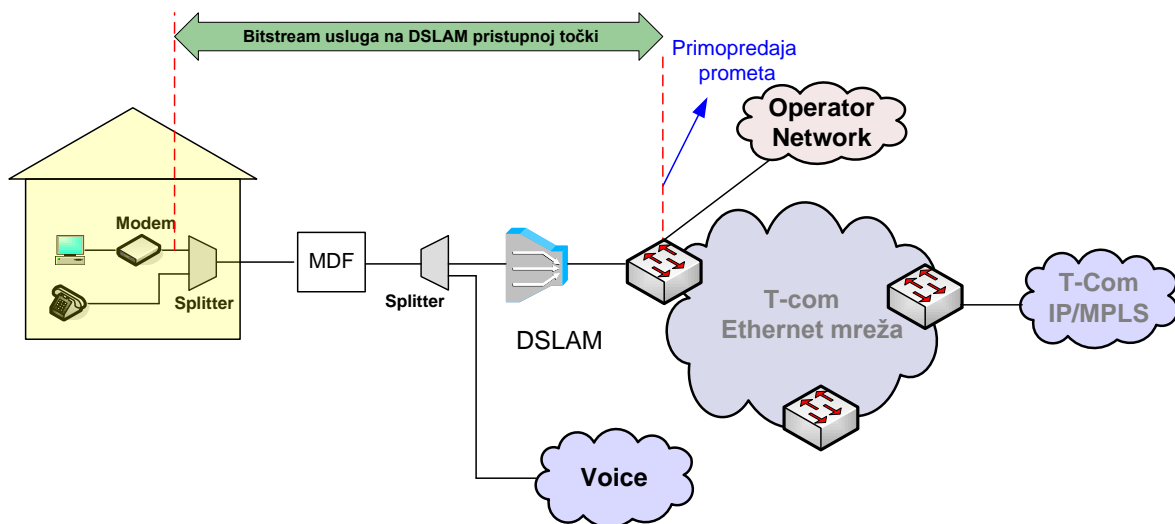 Bitstream usluga na DSLAM pristupnoj točki
Primopredaja
prometa
Operator
Network
Modem
Splitter
MDF
Splitter
DSLAM
T-com
Ethernet mreža
T-Com
IP/MPLS
Voice